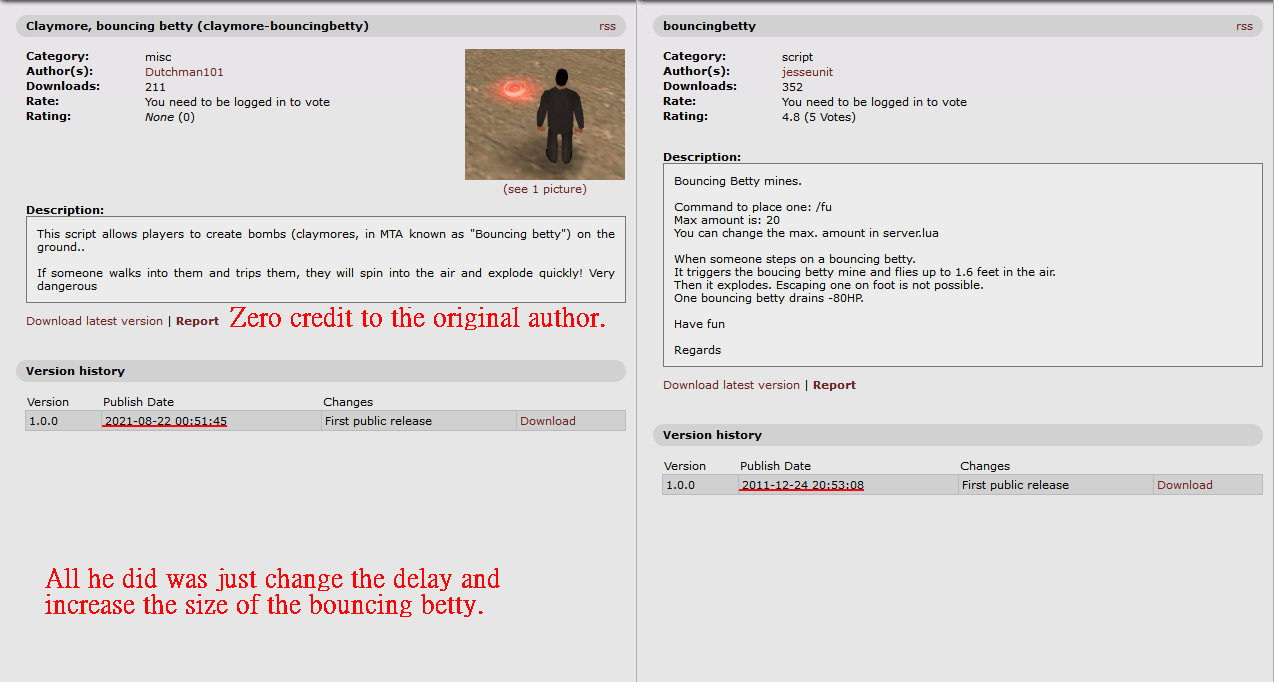 Claymore, bouncing betty (claymore-bouncingbetty) rss
Category: misc
Author(s): Dutchman101
Downloads: 211
Rate: You need to be logged in to vote
Rating: None (0)
(see 1 picture)
Description:
This script allows players to create bombs (claymores, in MTA known as "Bouncing betty") on the
ground..
If someone walks into them and trips them, they will spin into the air and explode quickly! Very
dangerous
Download latest version | Report
Zero credit to the original author.
Version history
Version Publish Date Changes
1.0.0 2021-08-22 00:51:45 First public release Download
All he did was just change the delay and
increase the size of the bouncing betty.
bouncingbetty rss
Category: script
Author(s): jesseunit
Downloads: 352
Rate: You need to be logged in to vote
Rating: 4.8 (5 Votes)
Description:
Bouncing Betty mines.
Command to place one: /fu
Max amount is: 20
You can change the max. amount in server.lua
When someone steps on a bouncing betty.
It triggers the boucing betty mine and flies up to 1.6 feet in the air.
Then it explodes. Escaping one on foot is not possible.
One bouncing betty drains -80HP.
Have fun
Regards
Download latest version | Report
Version history
Version Publish Date Changes
1.0.0 2011-12-24 20:53:08 First public release Download